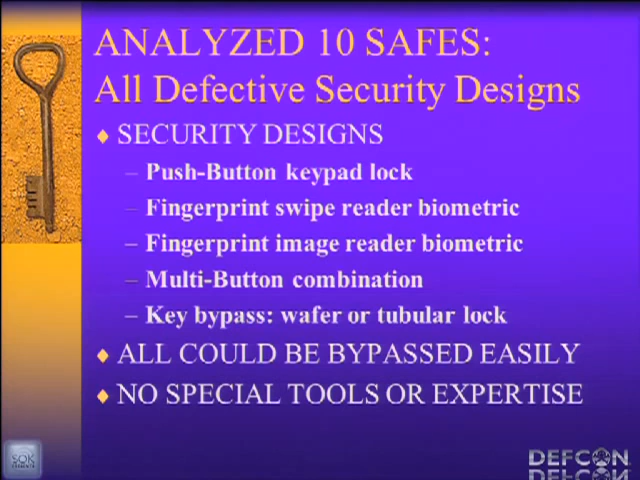 ANALYZED 10 SAFES:
All Defective Security Designs
♦ SECURITY DESIGNS
– Push-Button keypad lock
– Fingerprint swipe reader biometric
– Fingerprint image reader biometric
– Multi-Button combination
– Key bypass: wafer or tubular lock
♦ ALL COULD BE BYPASSED EASILY
♦ NO SPECIAL TOOLS OR EXPERTISE
SOK
DEFCON